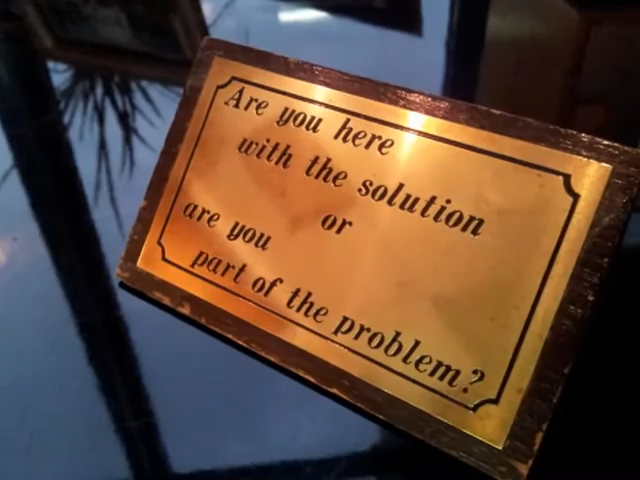 Are you here
with the solution
or
are you
part of the problem?